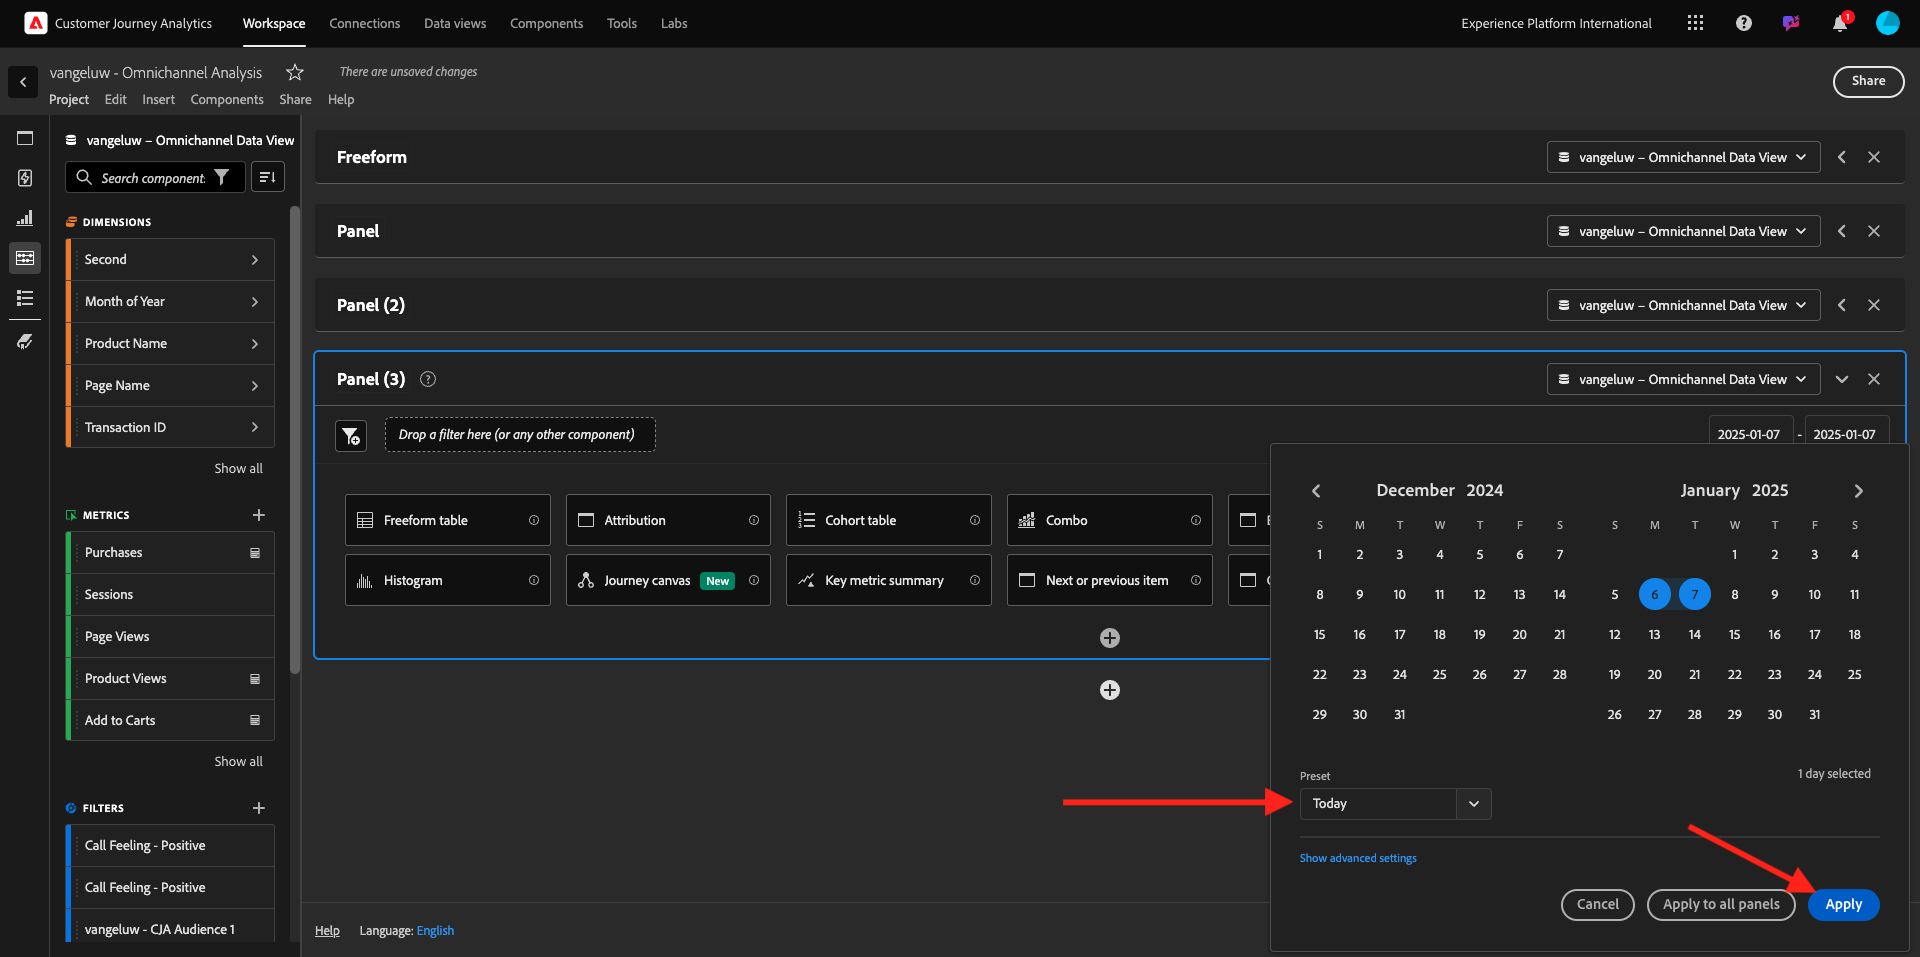 Customer Journey Analytics
Workspace
Connections
Data views
Components
Tools
Labs
Experience Platform International
1
vangeluw - Omnichannel Analysis
There are unsaved changes
Project
Edit
Insert
Components
Share
Help
Share
vangeluw – Omnichannel Data View
Search component
DIMENSIONS
Second
Month of Year
Product Name
Page Name
Transaction ID
Show all
METRICS
Purchases
Sessions
Page Views
Product Views
Add to Carts
Show all
FILTERS
Call Feeling - Positive
Call Feeling - Positive
vangeluw - CJA Audience 1
Freeform
vangeluw – Omnichannel Data View
Panel
vangeluw – Omnichannel Data View
Panel (2)
vangeluw – Omnichannel Data View
Panel (3)
vangeluw – Omnichannel Data View
Drop a filter here (or any other component)
2025-01-07 - 2025-01-07
Freeform table
Attribution
Cohort table
Combo
Histogram
Journey canvas New
Key metric summary
Next or previous item
December 2024
S M T W T F S
1 2 3 4 5 6 7
8 9 10 11 12 13 14
15 16 17 18 19 20 21
22 23 24 25 26 27 28
29 30 31
January 2025
S M T W T F S
1 2 3 4
5 6 7 8 9 10 11
12 13 14 15 16 17 18
19 20 21 22 23 24 25
26 27 28 29 30 31
Preset
1 day selected
Today
Show advanced settings
Cancel
Apply to all panels
Apply
Help
Language: English